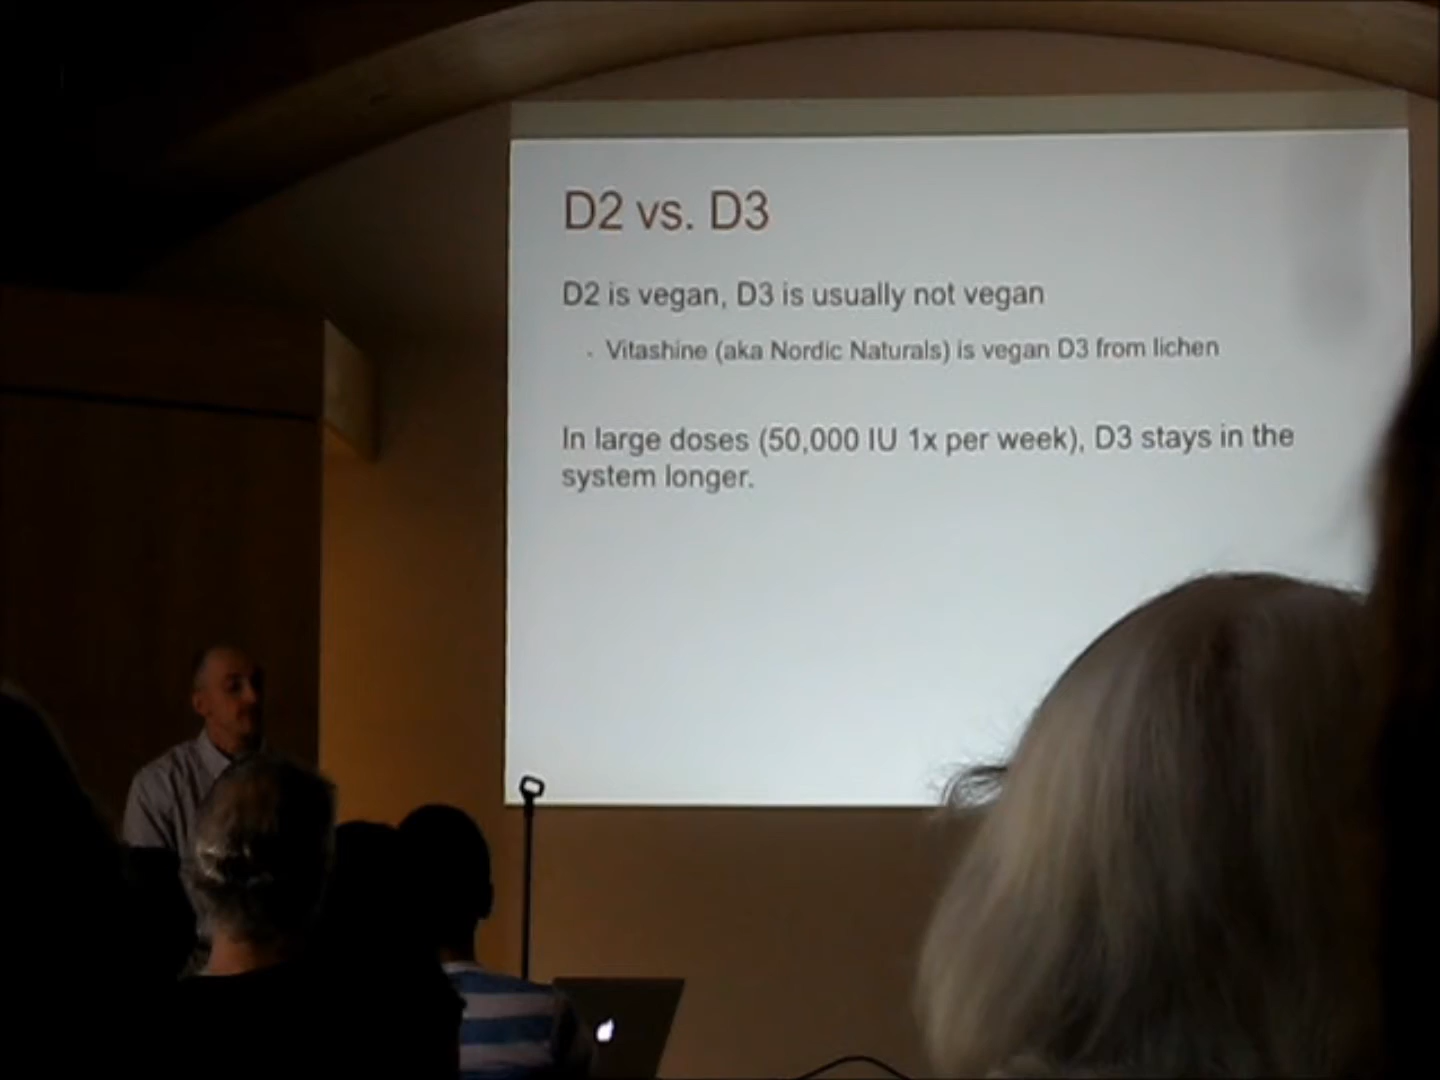 D2 vs. D3
D2 is vegan, D3 is usually not vegan
· Vitashine (aka Nordic Naturals) is vegan D3 from lichen
In large doses (50,000 IU 1x per week), D3 stays in the
system longer.